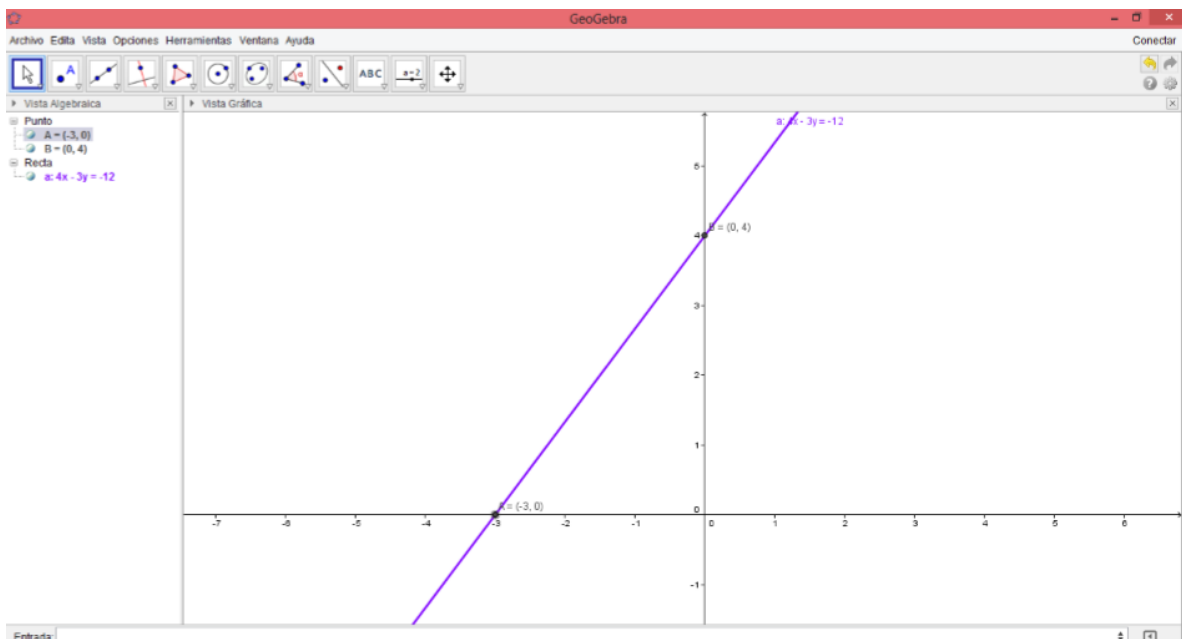 GeoGebra
Archivo Edita Vista Opciones Herramientas Ventana Ayuda
Conectar
A
α
ABC
a=2
Vista Algebraica
Vista Gráfica
Punto
A = (-3, 0)
B = (0, 4)
Recta
a: 4x - 3y = -12
a: 4x - 3y = -12
5
B = (0, 4)
4
3
2
1
A = (-3, 0)
0
-7 -6 -5 -4 -3 -2 -1 0 1 2 3 4 5 6
-1
Entrada: